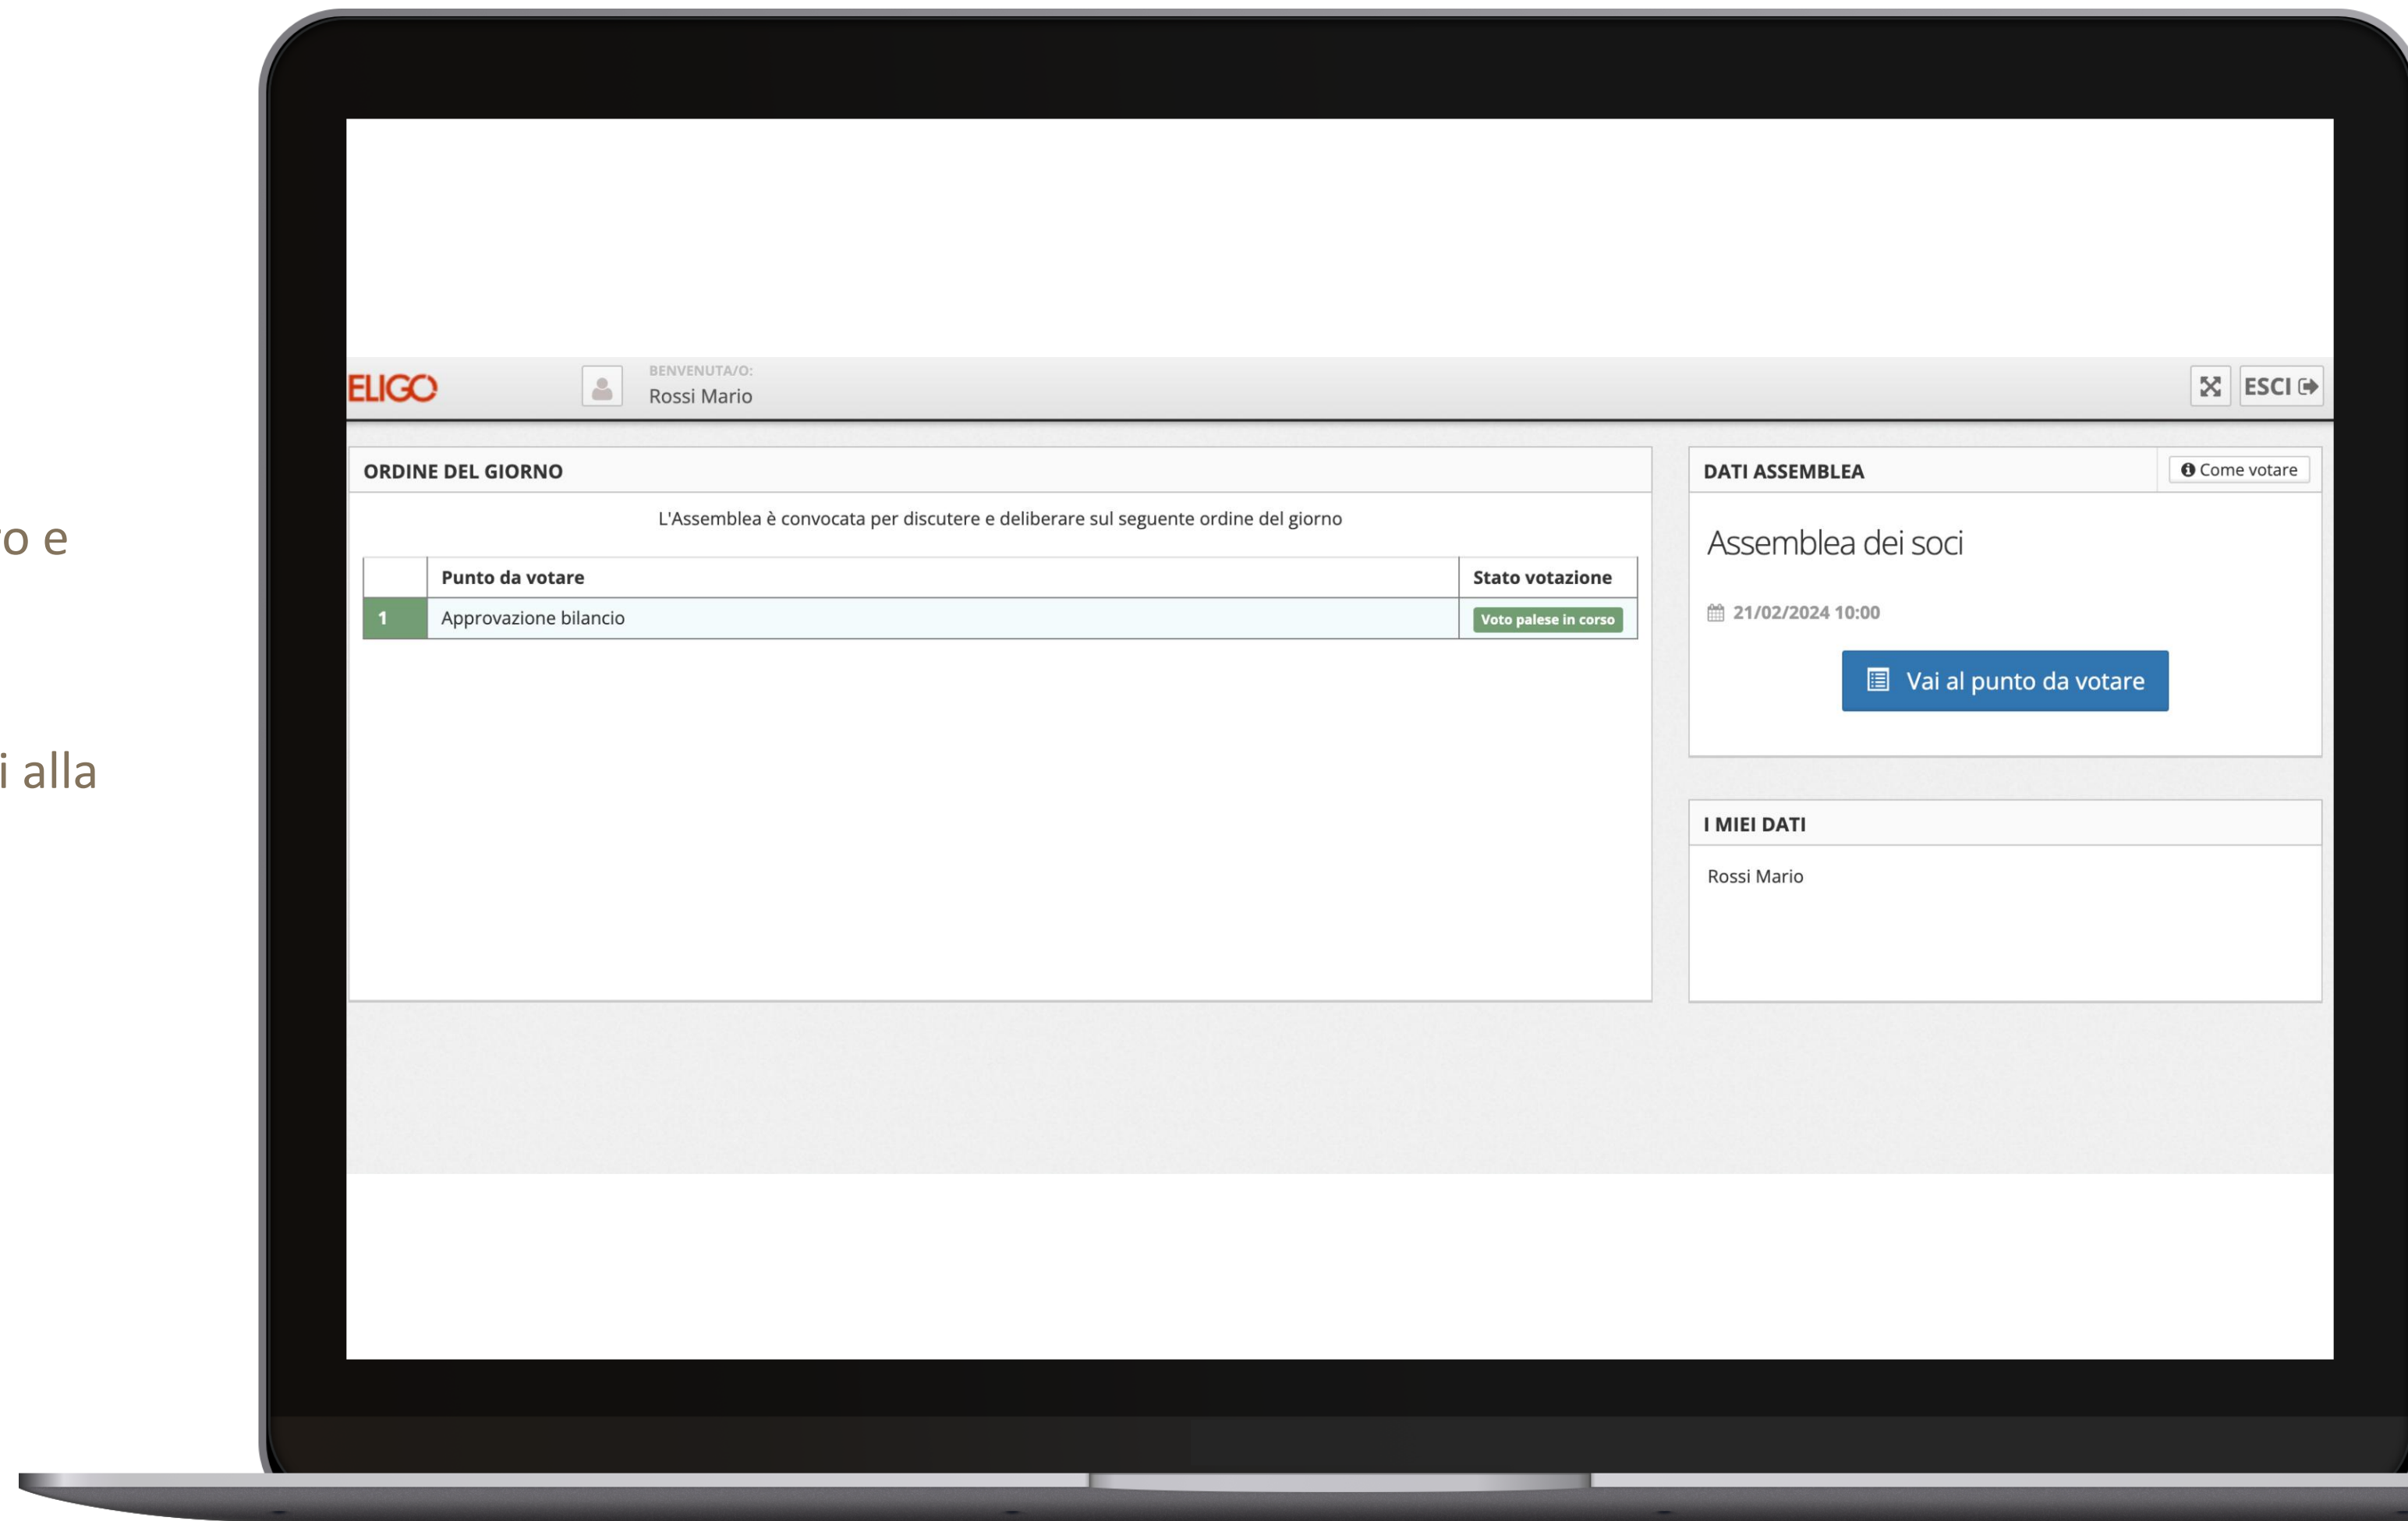 o e
i alla
ELIGO
BENVENUTA/O:
Rossi Mario
ESCI
ORDINE DEL GIORNO
L'Assemblea è convocata per discutere e deliberare sul seguente ordine del giorno
Punto da votare Stato votazione
1 Approvazione bilancio Voto palese in corso
DATI ASSEMBLEA Come votare
Assemblea dei soci
21/02/2024 10:00
Vai al punto da votare
I MIEI DATI
Rossi Mario